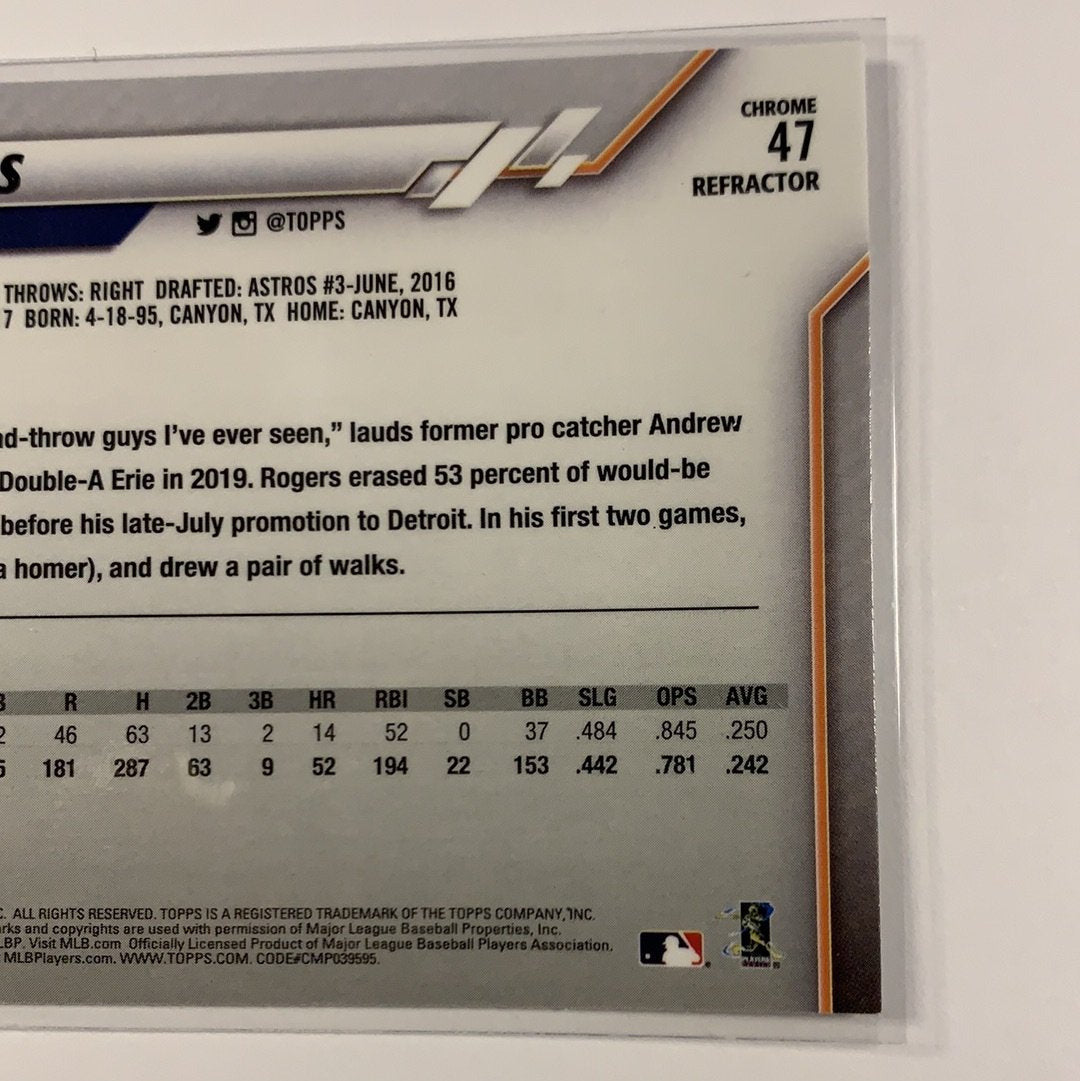 CHROME
47
REFRACTOR
S
@TOPPS
THROWS: RIGHT DRAFTED: ASTROS #3-JUNE, 2016
7 BORN: 4-18-95, CANYON, TX HOME: CANYON, TX
d-throw guys I've ever seen,” lauds former pro catcher Andrew
Double-A Erie in 2019. Rogers erased 53 percent of would-be
before his late-July promotion to Detroit. In his first two games,
a homer), and drew a pair of walks.
R H 2B 3B HR RBI SB BB SLG OPS AVG
2 46 63 13 2 14 52 0 37 .484 .845 .250
181 287 63 9 52 194 22 153 .442 .781 .242
C. ALL RIGHTS RESERVED. TOPPS IS A REGISTERED TRADEMARK OF THE TOPPS COMPANY, INC.
rks and copyrights are used with permission of Major League Baseball Properties, Inc.
LBP. Visit MLB.com Officially Licensed Product of Major League Baseball Players Association.
MLBPlayers.com. WWW.TOPPS.COM. CODE#CMP039595.